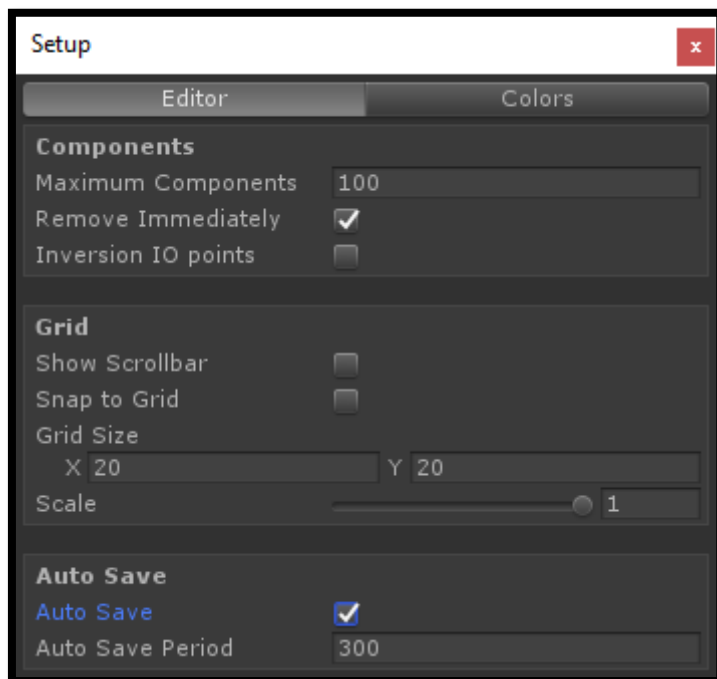 Setup
x
Editor Colors
Components
Maximum Components 100
Remove Immediately
Inversion IO points
Grid
Show Scrollbar
Snap to Grid
Grid Size
X 20 Y 20
Scale 1
Auto Save
Auto Save
Auto Save Period 300